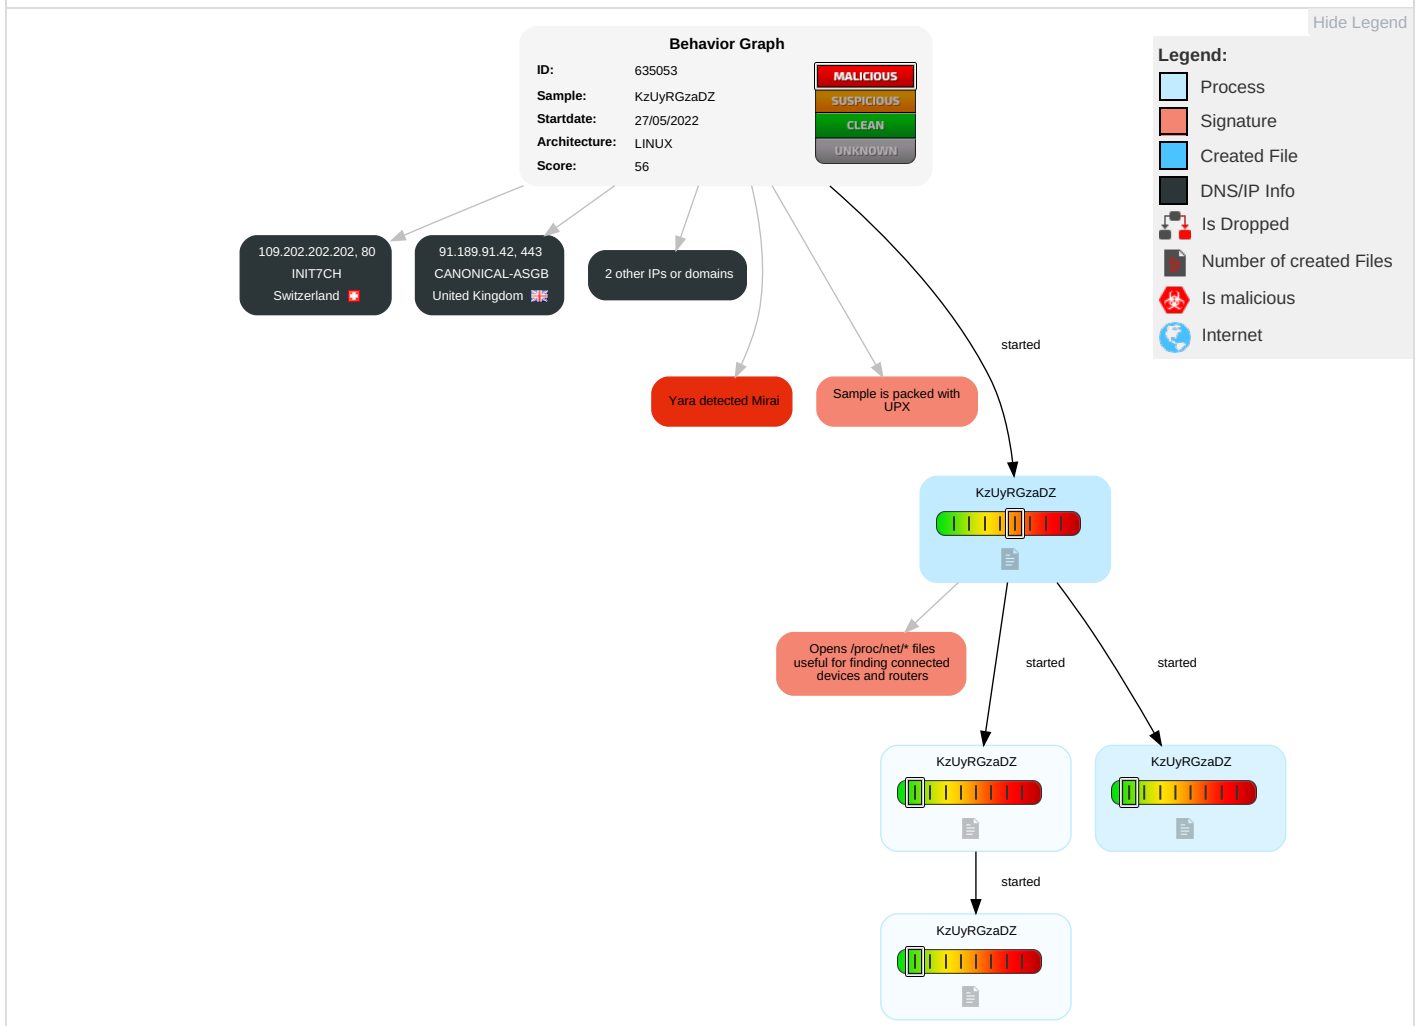 Hide Legend
Behavior Graph
ID: 635053
Sample: KzUyRGzaDZ
Startdate: 27/05/2022
Architecture: LINUX
Score: 56
MALICIOUS
SUSPICIOUS
CLEAN
UNKNOWN
Legend:
Process
Signature
Created File
DNS/IP Info
Is Dropped
Number of created Files
Is malicious
Internet
109.202.202.202, 80
INIT7CH
Switzerland
91.189.91.42, 443
CANONICAL-ASGB
United Kingdom
2 other IPs or domains
started
Yara detected Mirai
Sample is packed with
UPX
KzUyRGzaDZ
Opens /proc/net/* files
useful for finding connected
devices and routers
started
started
KzUyRGzaDZ
KzUyRGzaDZ
started
KzUyRGzaDZ